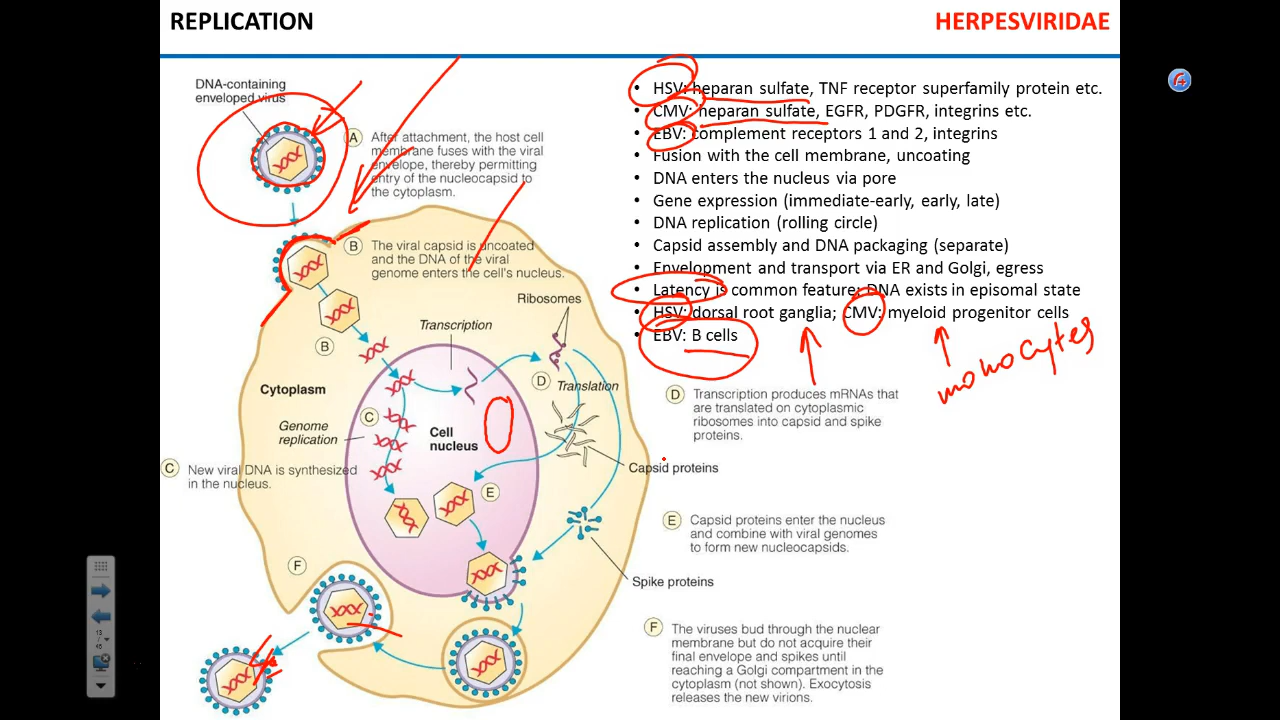 REPLICATION
HERPESVIRIDAE
DNA-containing
enveloped virus
A
After attachment, the host cell
membrane fuses with the viral
envelope, thereby permitting
entry of the nucleocapsid to
the cytoplasm.
B
The viral capsid is uncoated
and the DNA of the viral
genome enters the cell's nucleus.
Ribosomes
Transcription
B
D
Translation
Cytoplasm
C
Genome
replication
Cell
nucleus
C
New viral DNA is synthesized
in the nucleus.
Capsid proteins
E
F
Spike proteins
• HSV: heparan sulfate, TNF receptor superfamily protein etc.
• CMV: heparan sulfate, EGFR, PDGFR, integrins etc.
• EBV: complement receptors 1 and 2, integrins
• Fusion with the cell membrane, uncoating
• DNA enters the nucleus via pore
• Gene expression (immediate-early, early, late)
• DNA replication (rolling circle)
• Capsid assembly and DNA packaging (separate)
• Envelopment and transport via ER and Golgi, egress
• Latency is common feature; DNA exists in episomal state
• HSV: dorsal root ganglia; CMV: myeloid progenitor cells
• EBV: B cells
monocytes
D
Transcription produces mRNAs that
are translated on cytoplasmic
ribosomes into capsid and spike
proteins.
E
Capsid proteins enter the nucleus
and combine with viral genomes
to form new nucleocapsids.
F
The viruses bud through the nuclear
membrane but do not acquire their
final envelope and spikes until
reaching a Golgi compartment in the
cytoplasm (not shown). Exocytosis
releases the new virions.
13
/
45